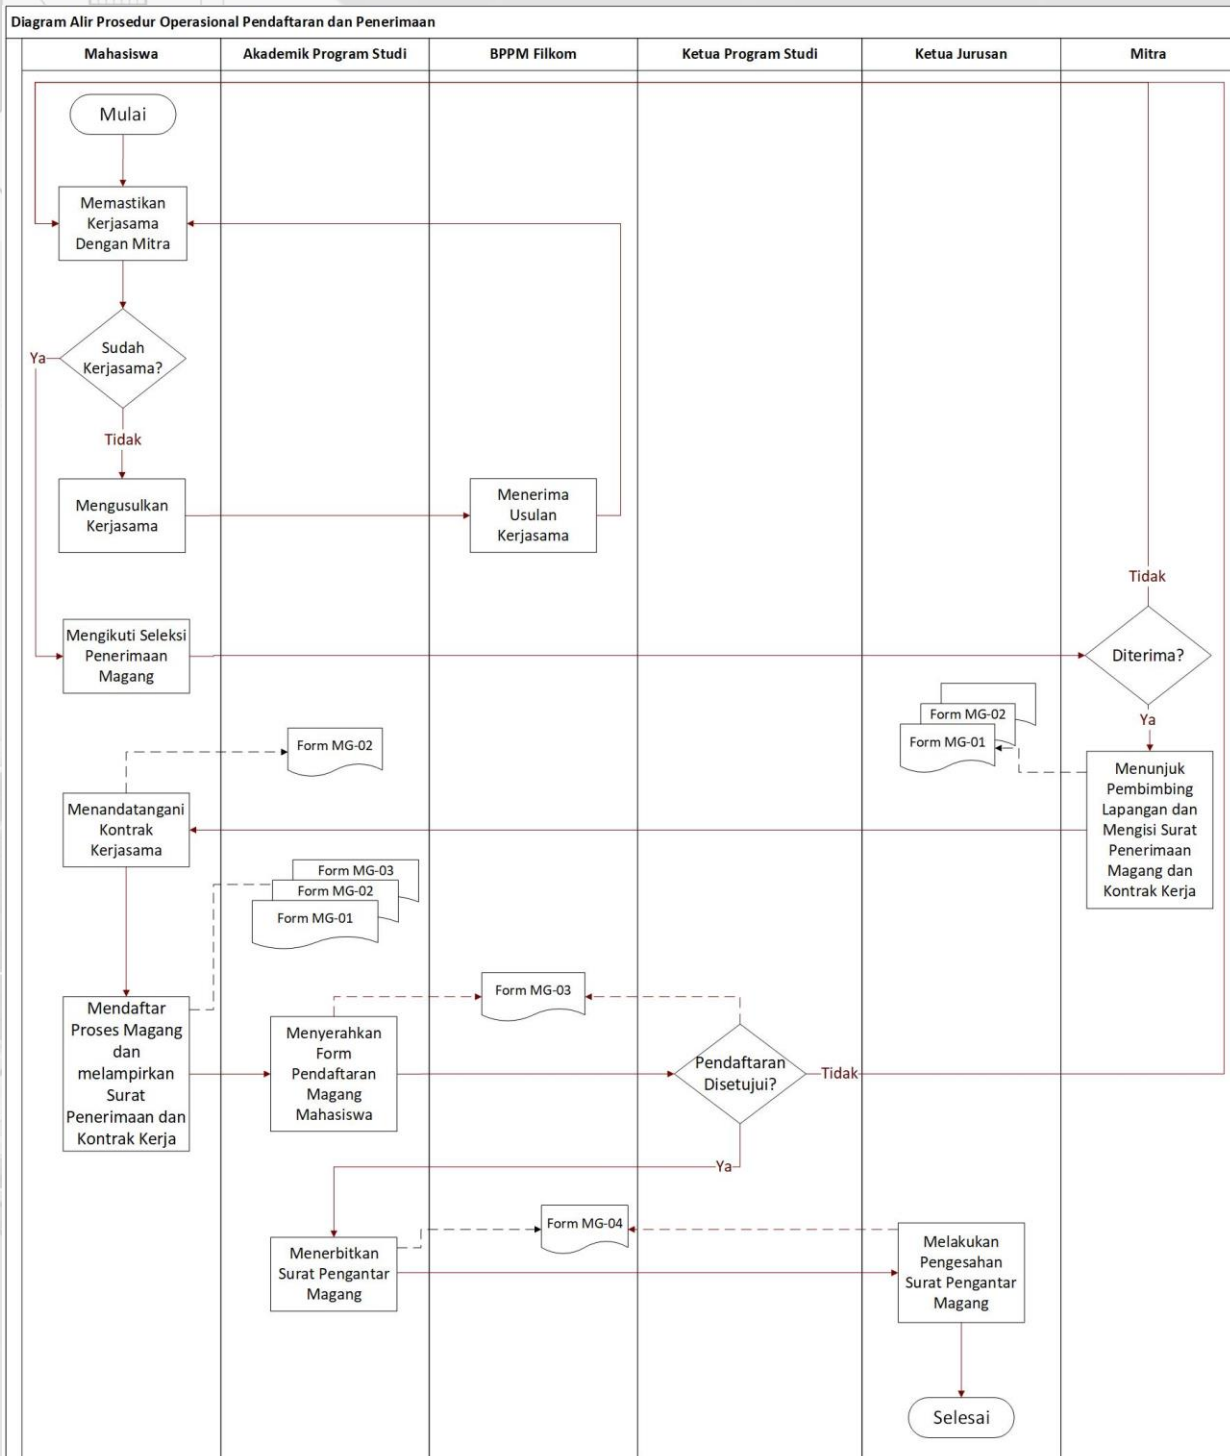 Diagram Alir Prosedur Operasional Pendaftaran dan Penerimaan
Mahasiswa
Akademik Program Studi
BPPM Filkom
Ketua Program Studi
Ketua Jurusan
Mitra
Mulai
Memastikan
Kerjasama
Dengan Mitra
Sudah
Kerjasama?
Ya
Tidak
Mengusulkan
Kerjasama
Menerima
Usulan
Kerjasama
Tidak
Mengikuti Seleksi
Penerimaan
Magang
Diterima?
Ya
Form MG-02
Form MG-01
Form MG-02
Menunjuk
Pembimbing
Lapangan dan
Mengisi Surat
Penerimaan
Magang dan
Kontrak Kerja
Menandatangani
Kontrak
Kerjasama
Form MG-03
Form MG-02
Form MG-01
Mendaftar
Proses Magang
dan
melampirkan
Surat
Penerimaan dan
Kontrak Kerja
Menyerahkan
Form
Pendaftaran
Magang
Mahasiswa
Form MG-03
Pendaftaran
Disetujui?
Tidak
Ya
Menerbitkan
Surat Pengantar
Magang
Form MG-04
Melakukan
Pengesahan
Surat Pengantar
Magang
Selesai